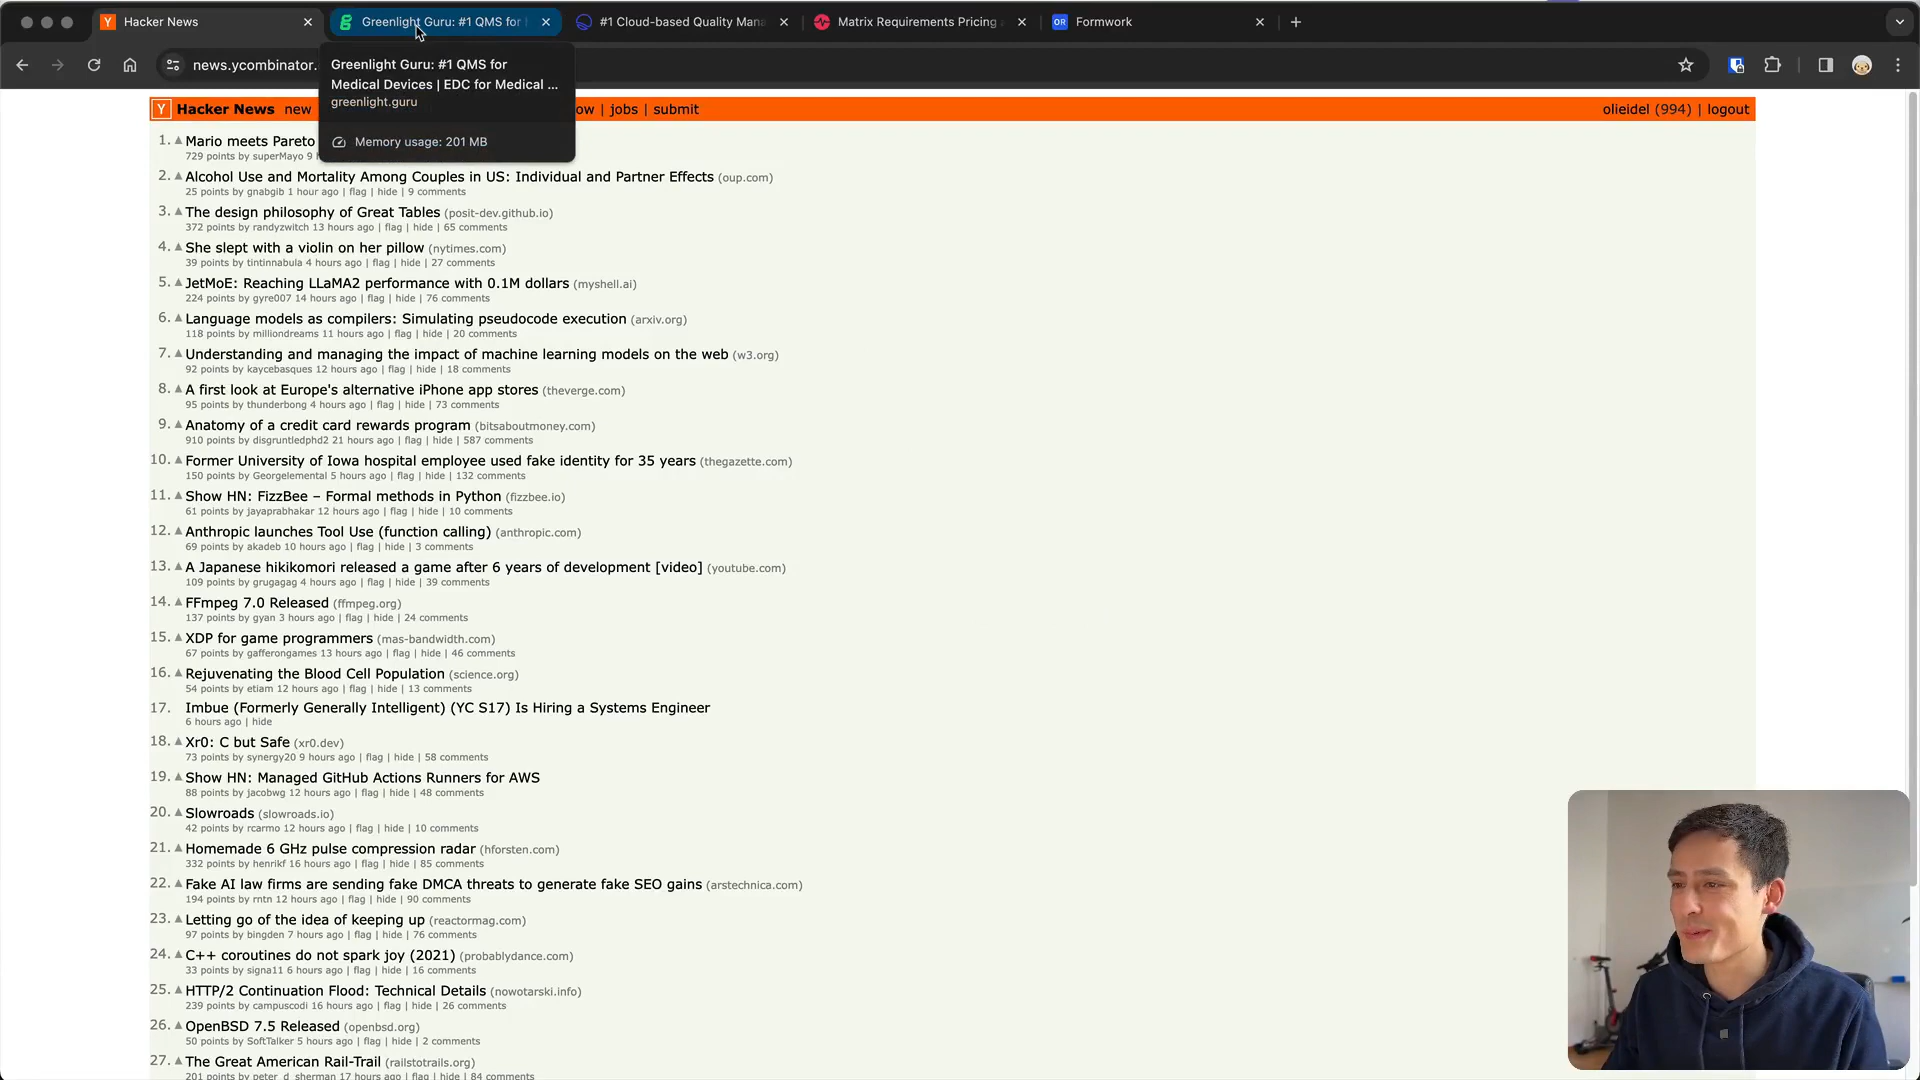 Hacker News
Greenlight Guru: #1 QMS for
#1 Cloud-based Quality Mana
Matrix Requirements Pricing
OR Formwork
news.ycombinator.
Greenlight Guru: #1 QMS for
Medical Devices | EDC for Medical ...
greenlight.guru
Memory usage: 201 MB
Y Hacker News new
ow | jobs | submit
olieidel (994) | logout
1. Mario meets Pareto
729 points by superMayo 9 h
2. Alcohol Use and Mortality Among Couples in US: Individual and Partner Effects (oup.com)
25 points by gnabgib 1 hour ago | flag | hide | 9 comments
3. The design philosophy of Great Tables (posit-dev.github.io)
372 points by randyzwitch 13 hours ago | flag | hide | 65 comments
4. She slept with a violin on her pillow (nytimes.com)
39 points by tintinnabula 4 hours ago | flag | hide | 27 comments
5. JetMoE: Reaching LLaMA2 performance with 0.1M dollars (myshell.ai)
224 points by gyre007 14 hours ago | flag | hide | 76 comments
6. Language models as compilers: Simulating pseudocode execution (arxiv.org)
118 points by milliondreams 11 hours ago | flag | hide | 20 comments
7. Understanding and managing the impact of machine learning models on the web (w3.org)
92 points by kaycebasques 12 hours ago | flag | hide | 18 comments
8. A first look at Europe's alternative iPhone app stores (theverge.com)
95 points by thunderbong 4 hours ago | flag | hide | 73 comments
9. Anatomy of a credit card rewards program (bitsaboutmoney.com)
910 points by disgruntledphd2 21 hours ago | flag | hide | 587 comments
10. Former University of Iowa hospital employee used fake identity for 35 years (thegazette.com)
150 points by Georgelemental 5 hours ago | flag | hide | 132 comments
11. Show HN: FizzBee – Formal methods in Python (fizzbee.io)
61 points by jayaprabhakar 12 hours ago | flag | hide | 10 comments
12. Anthropic launches Tool Use (function calling) (anthropic.com)
69 points by akadeb 10 hours ago | flag | hide | 3 comments
13. A Japanese hikikomori released a game after 6 years of development [video] (youtube.com)
109 points by grugagag 4 hours ago | flag | hide | 39 comments
14. FFmpeg 7.0 Released (ffmpeg.org)
137 points by gyan 3 hours ago | flag | hide | 24 comments
15. XDP for game programmers (mas-bandwidth.com)
67 points by gafferongames 13 hours ago | flag | hide | 46 comments
16. Rejuvenating the Blood Cell Population (science.org)
54 points by etiam 12 hours ago | flag | hide | 13 comments
17. Imbue (Formerly Generally Intelligent) (YC S17) Is Hiring a Systems Engineer
6 hours ago | hide
18. Xr0: C but Safe (xr0.dev)
73 points by synergy20 9 hours ago | flag | hide | 58 comments
19. Show HN: Managed GitHub Actions Runners for AWS
88 points by jacobwg 12 hours ago | flag | hide | 48 comments
20. Slowroads (slowroads.io)
42 points by rcarmo 12 hours ago | flag | hide | 10 comments
21. Homemade 6 GHz pulse compression radar (hforsten.com)
332 points by henrikf 16 hours ago | flag | hide | 85 comments
22. Fake AI law firms are sending fake DMCA threats to generate fake SEO gains (arstechnica.com)
194 points by rntn 12 hours ago | flag | hide | 90 comments
23. Letting go of the idea of keeping up (reactormag.com)
97 points by bingden 7 hours ago | flag | hide | 76 comments
24. C++ coroutines do not spark joy (2021) (probablydance.com)
33 points by signa11 6 hours ago | flag | hide | 16 comments
25. HTTP/2 Continuation Flood: Technical Details (nowotarski.info)
239 points by campuscodi 16 hours ago | flag | hide | 26 comments
26. OpenBSD 7.5 Released (openbsd.org)
50 points by SoftTalker 5 hours ago | flag | hide | 2 comments
27. The Great American Rail-Trail (railstotrails.org)
201 points by peter_d_sherman 17 hours ago | flag | hide | 84 comments